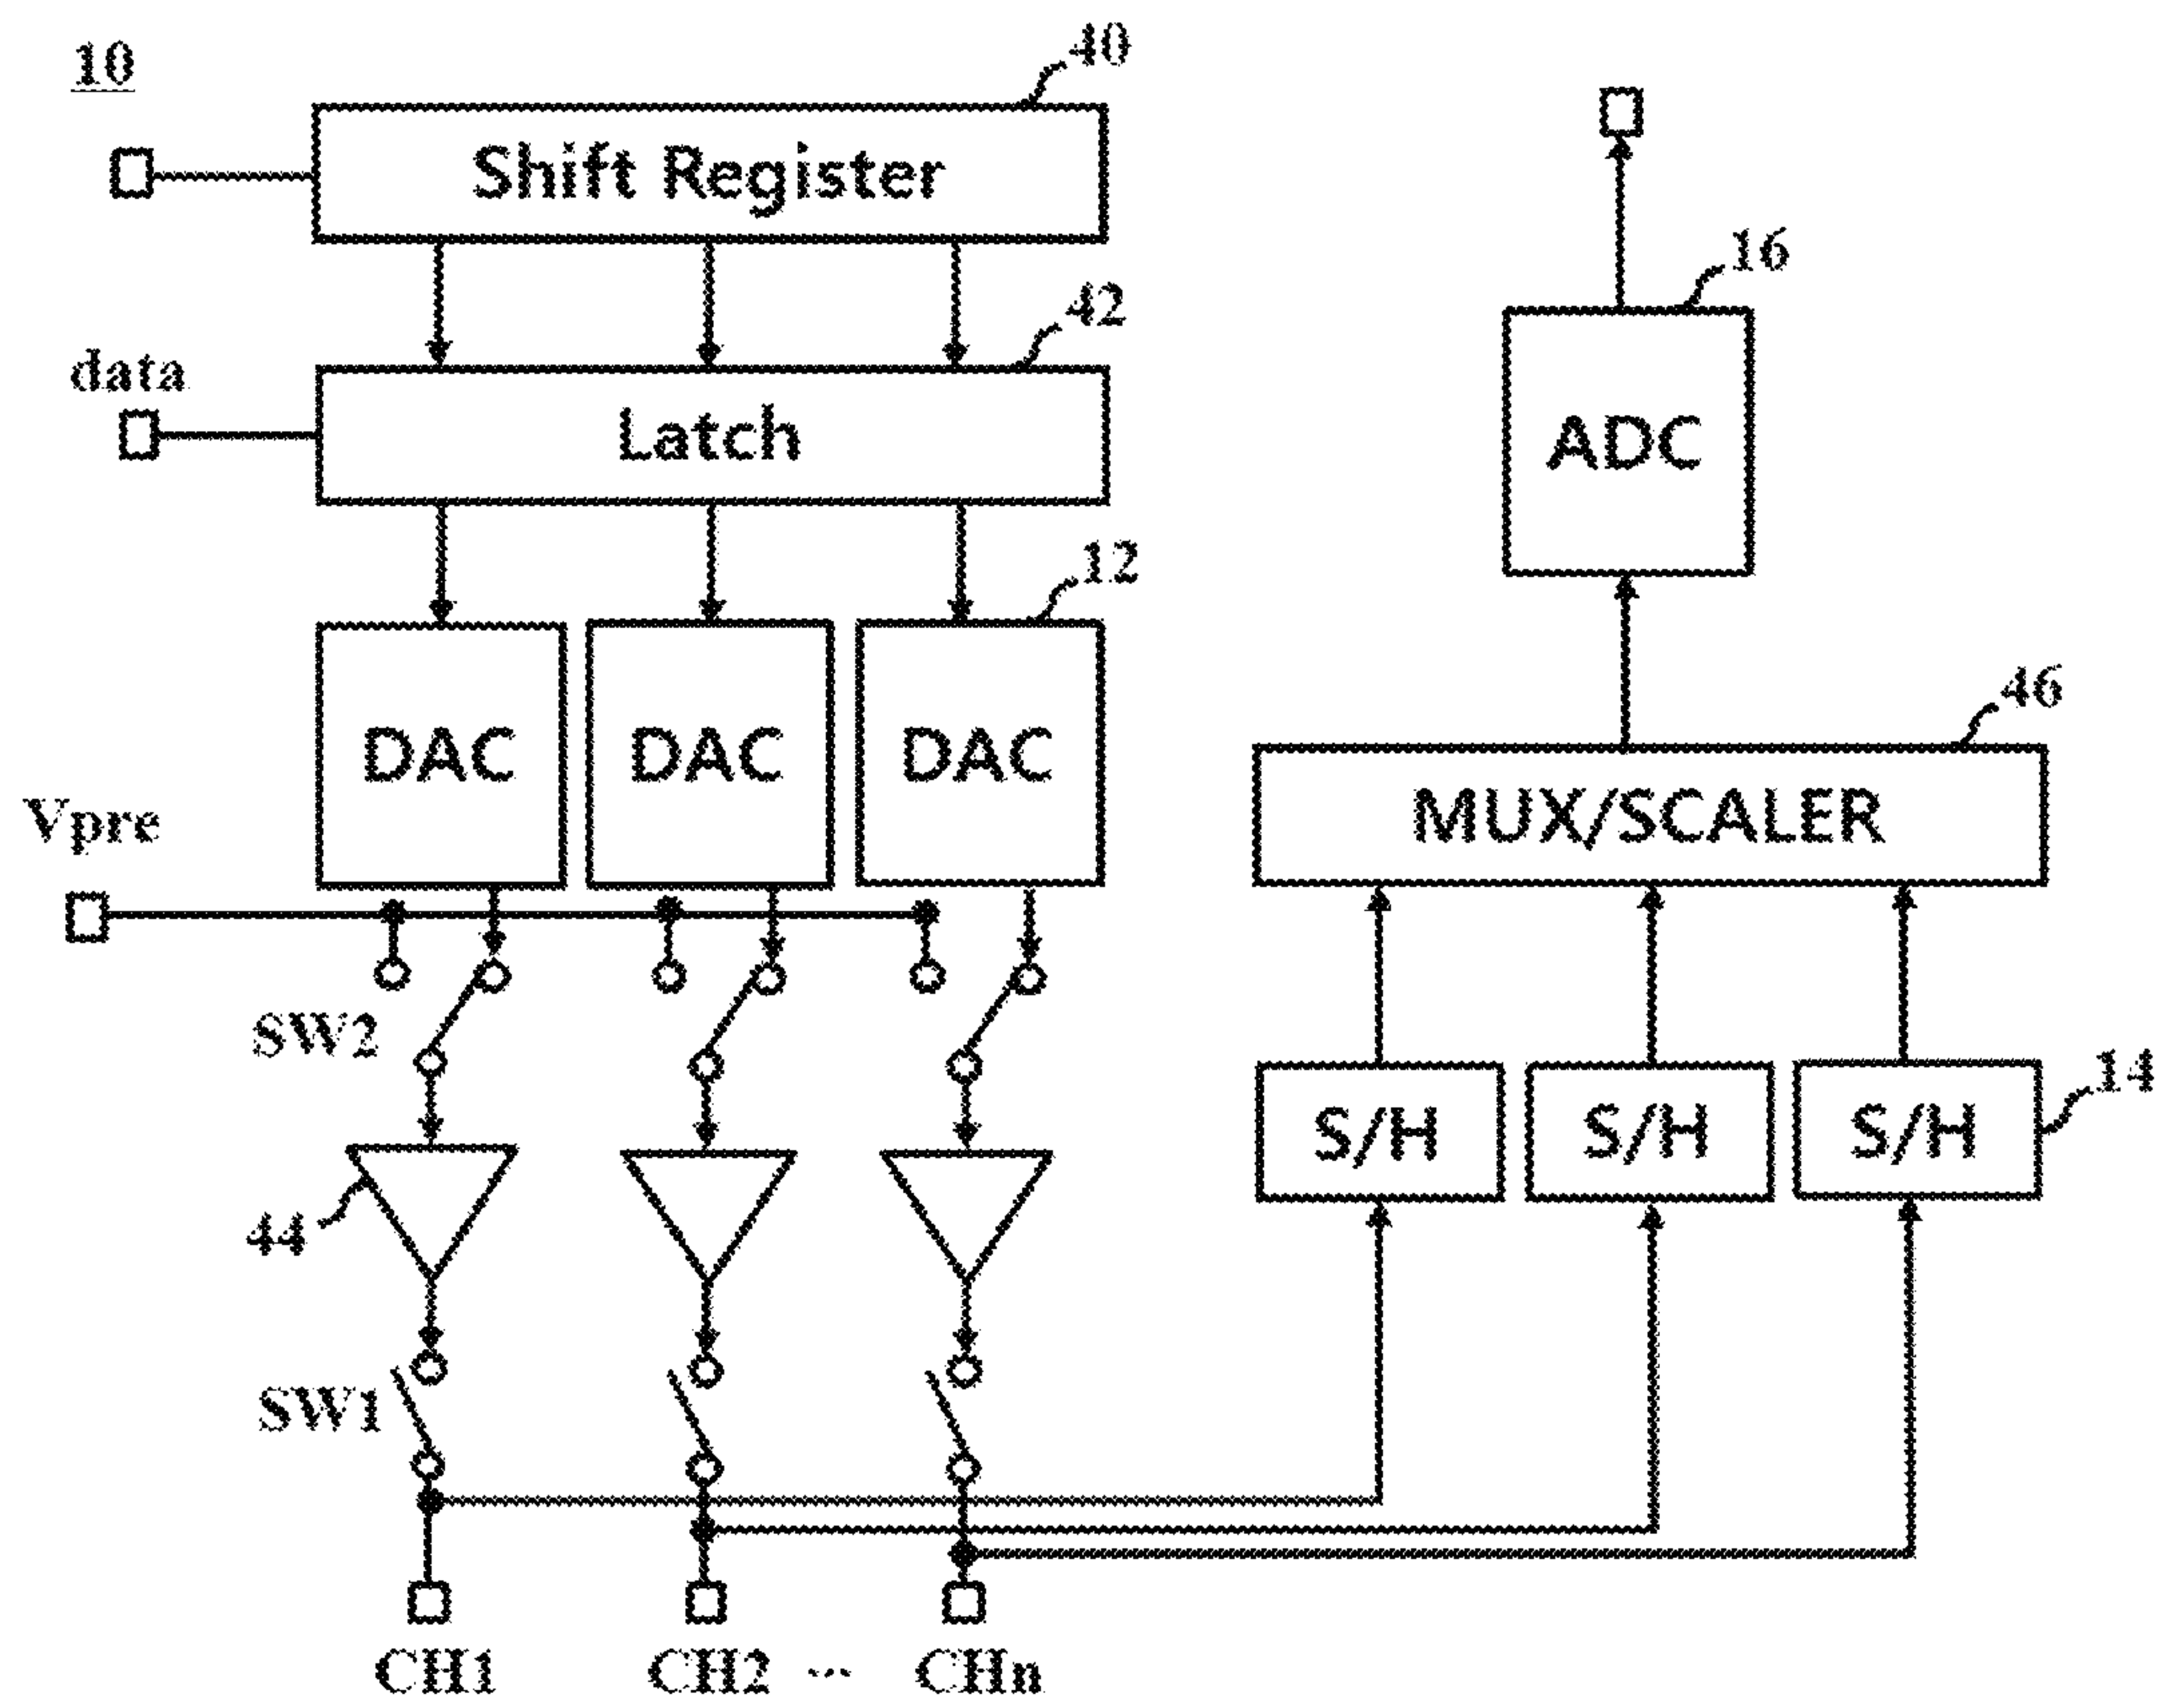 10
40
Shift Register
16
42
data
Latch
ADC
12
DAC DAC DAC
46
Vpre
MUX/SCALER
SW2
14
S/H S/H S/H
44
SW1
CH1 CH2 ... CHn